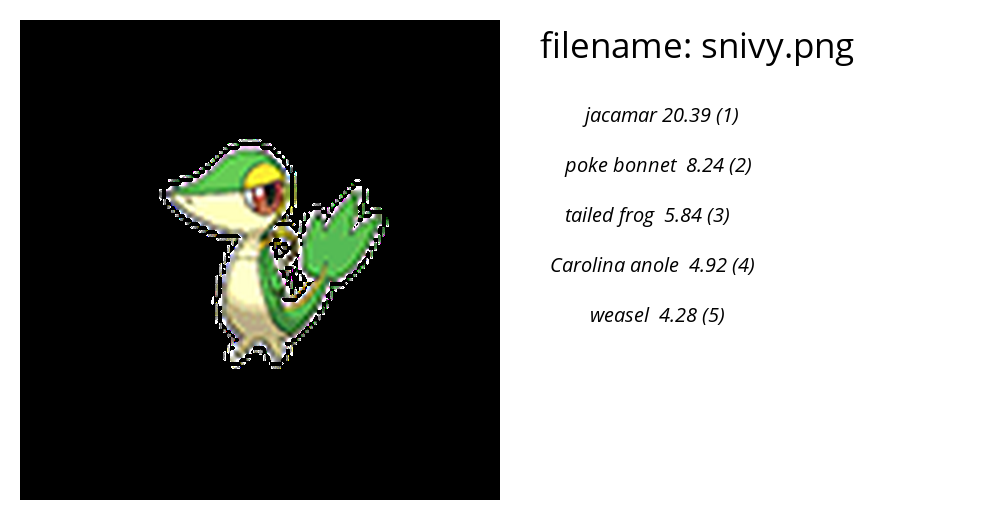 filename: snivy.png
jacamar 20.39 (1)
poke bonnet 8.24 (2)
tailed frog 5.84 (3)
Carolina anole 4.92 (4)
weasel 4.28 (5)